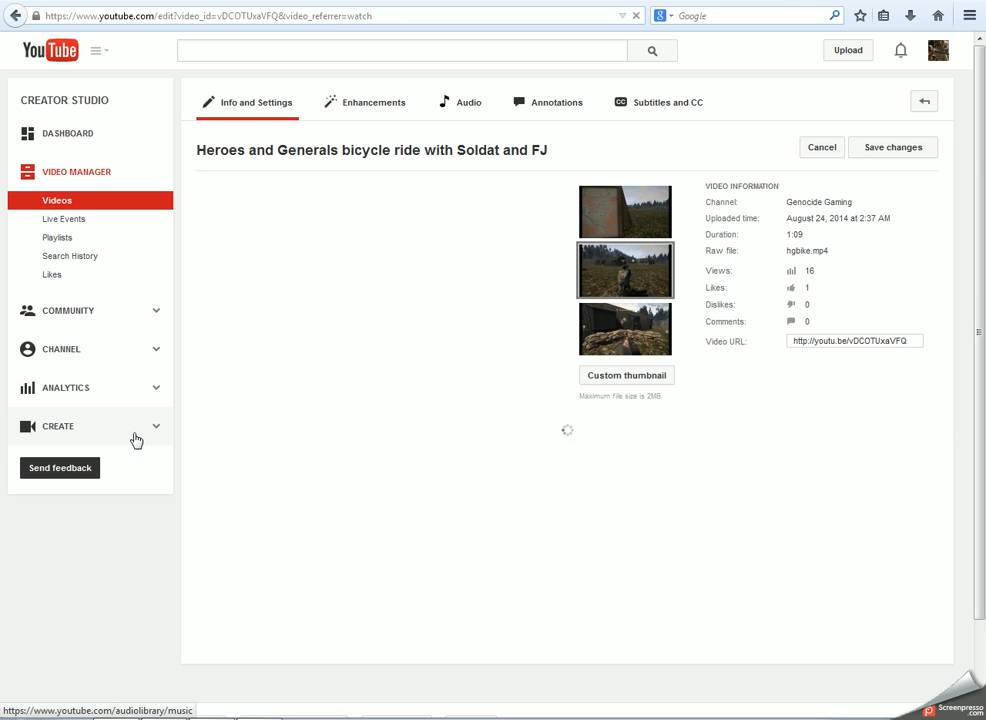 https://www.youtube.com/edit?video_id=vDCOTUxaVFQ&video_referrer=watch
Google
YouTube
Upload
CREATOR STUDIO
DASHBOARD
VIDEO MANAGER
Videos
Live Events
Playlists
Search History
Likes
COMMUNITY
CHANNEL
ANALYTICS
CREATE
Send feedback
Info and Settings
Enhancements
Audio
Annotations
CC Subtitles and CC
Heroes and Generals bicycle ride with Soldat and FJ
Cancel
Save changes
Custom thumbnail
Maximum file size is 2MB.
VIDEO INFORMATION
Channel: Genocide Gaming
Uploaded time: August 24, 2014 at 2:37 AM
Duration: 1:09
Raw file: hgbike.mp4
Views: 16
Likes: 1
Dislikes: 0
Comments: 0
Video URL: http://youtu.be/vDCOTUxaVFQ
https://www.youtube.com/audiolibrary/music
Screenpresso
.com